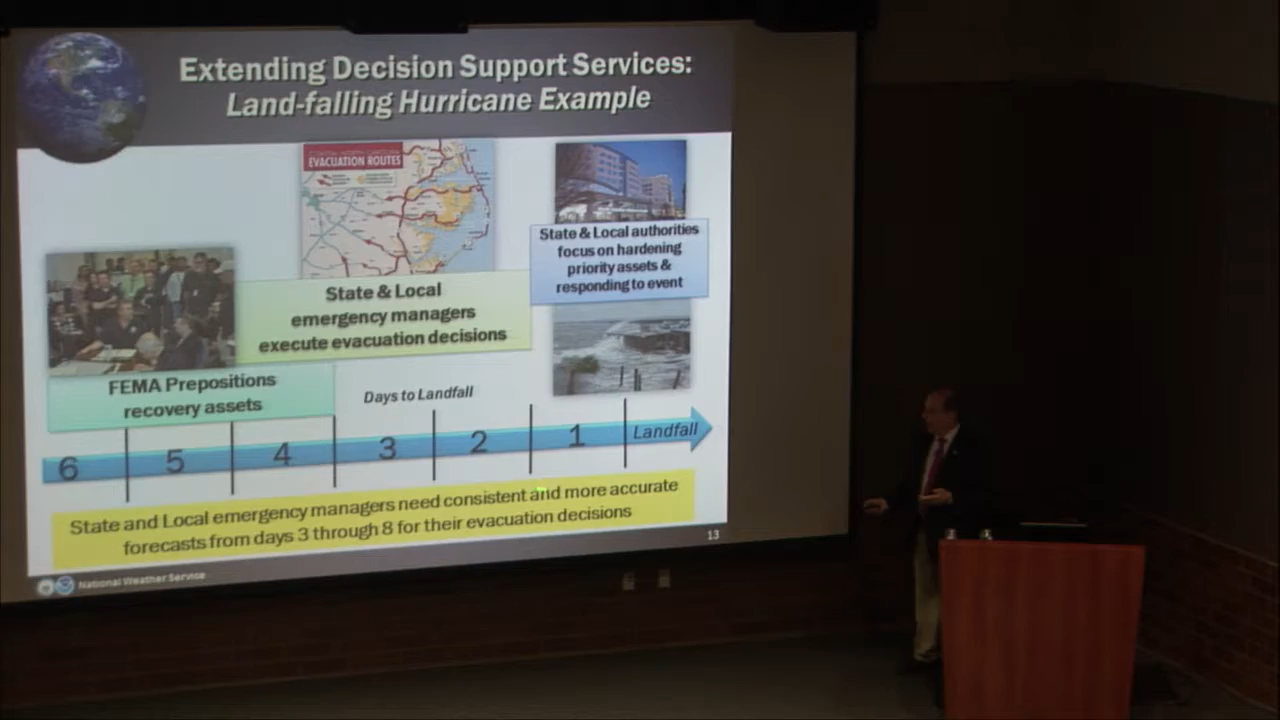 Extending Decision Support Services:
Land-falling Hurricane Example
EVACUATION ROUTES
State & Local authorities
focus on hardening
priority assets &
responding to event
State & Local
emergency managers
execute evacuation decisions
FEMA Prepositions
recovery assets
Days to Landfall
6 5 4 3 2 1 Landfall
State and Local emergency managers need consistent and more accurate
forecasts from days 3 through 8 for their evacuation decisions
13
National Weather Service